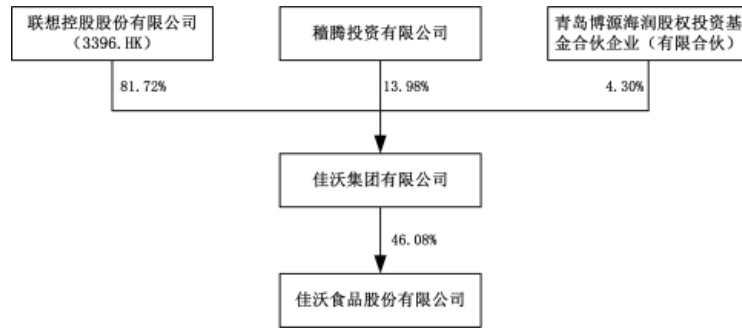 联想控股股份有限公司
（3396.HK）
穗腾投资有限公司
青岛博源海润股权投资基
金合伙企业（有限合伙）
81.72%
13.98%
4.30%
佳沃集团有限公司
46.08%
佳沃食品股份有限公司